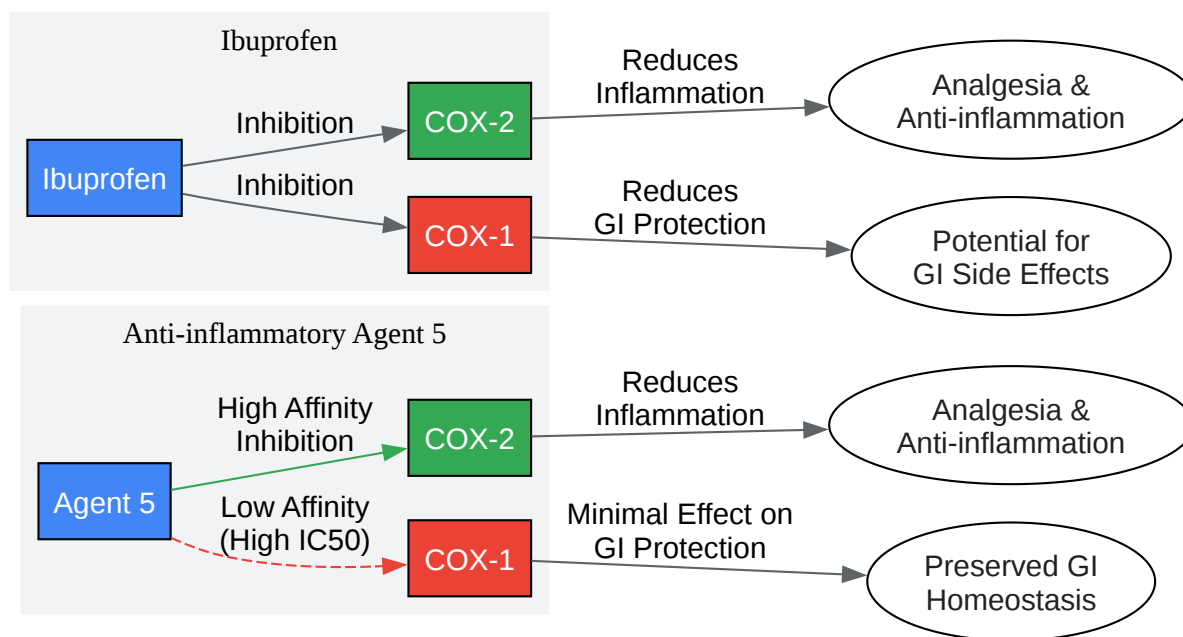 Ibuprofen
Reduces
Inflammation
Analgesia &
Anti-inflammation
COX-2
Inhibition
Ibuprofen
Inhibition
COX-1
Reduces
GI Protection
Potential for
GI Side Effects
Anti-inflammatory Agent 5
Reduces
Inflammation
Analgesia &
Anti-inflammation
High Affinity
Inhibition
COX-2
Agent 5
Low Affinity
(High IC50)
COX-1
Minimal Effect on
GI Protection
Preserved GI
Homeostasis